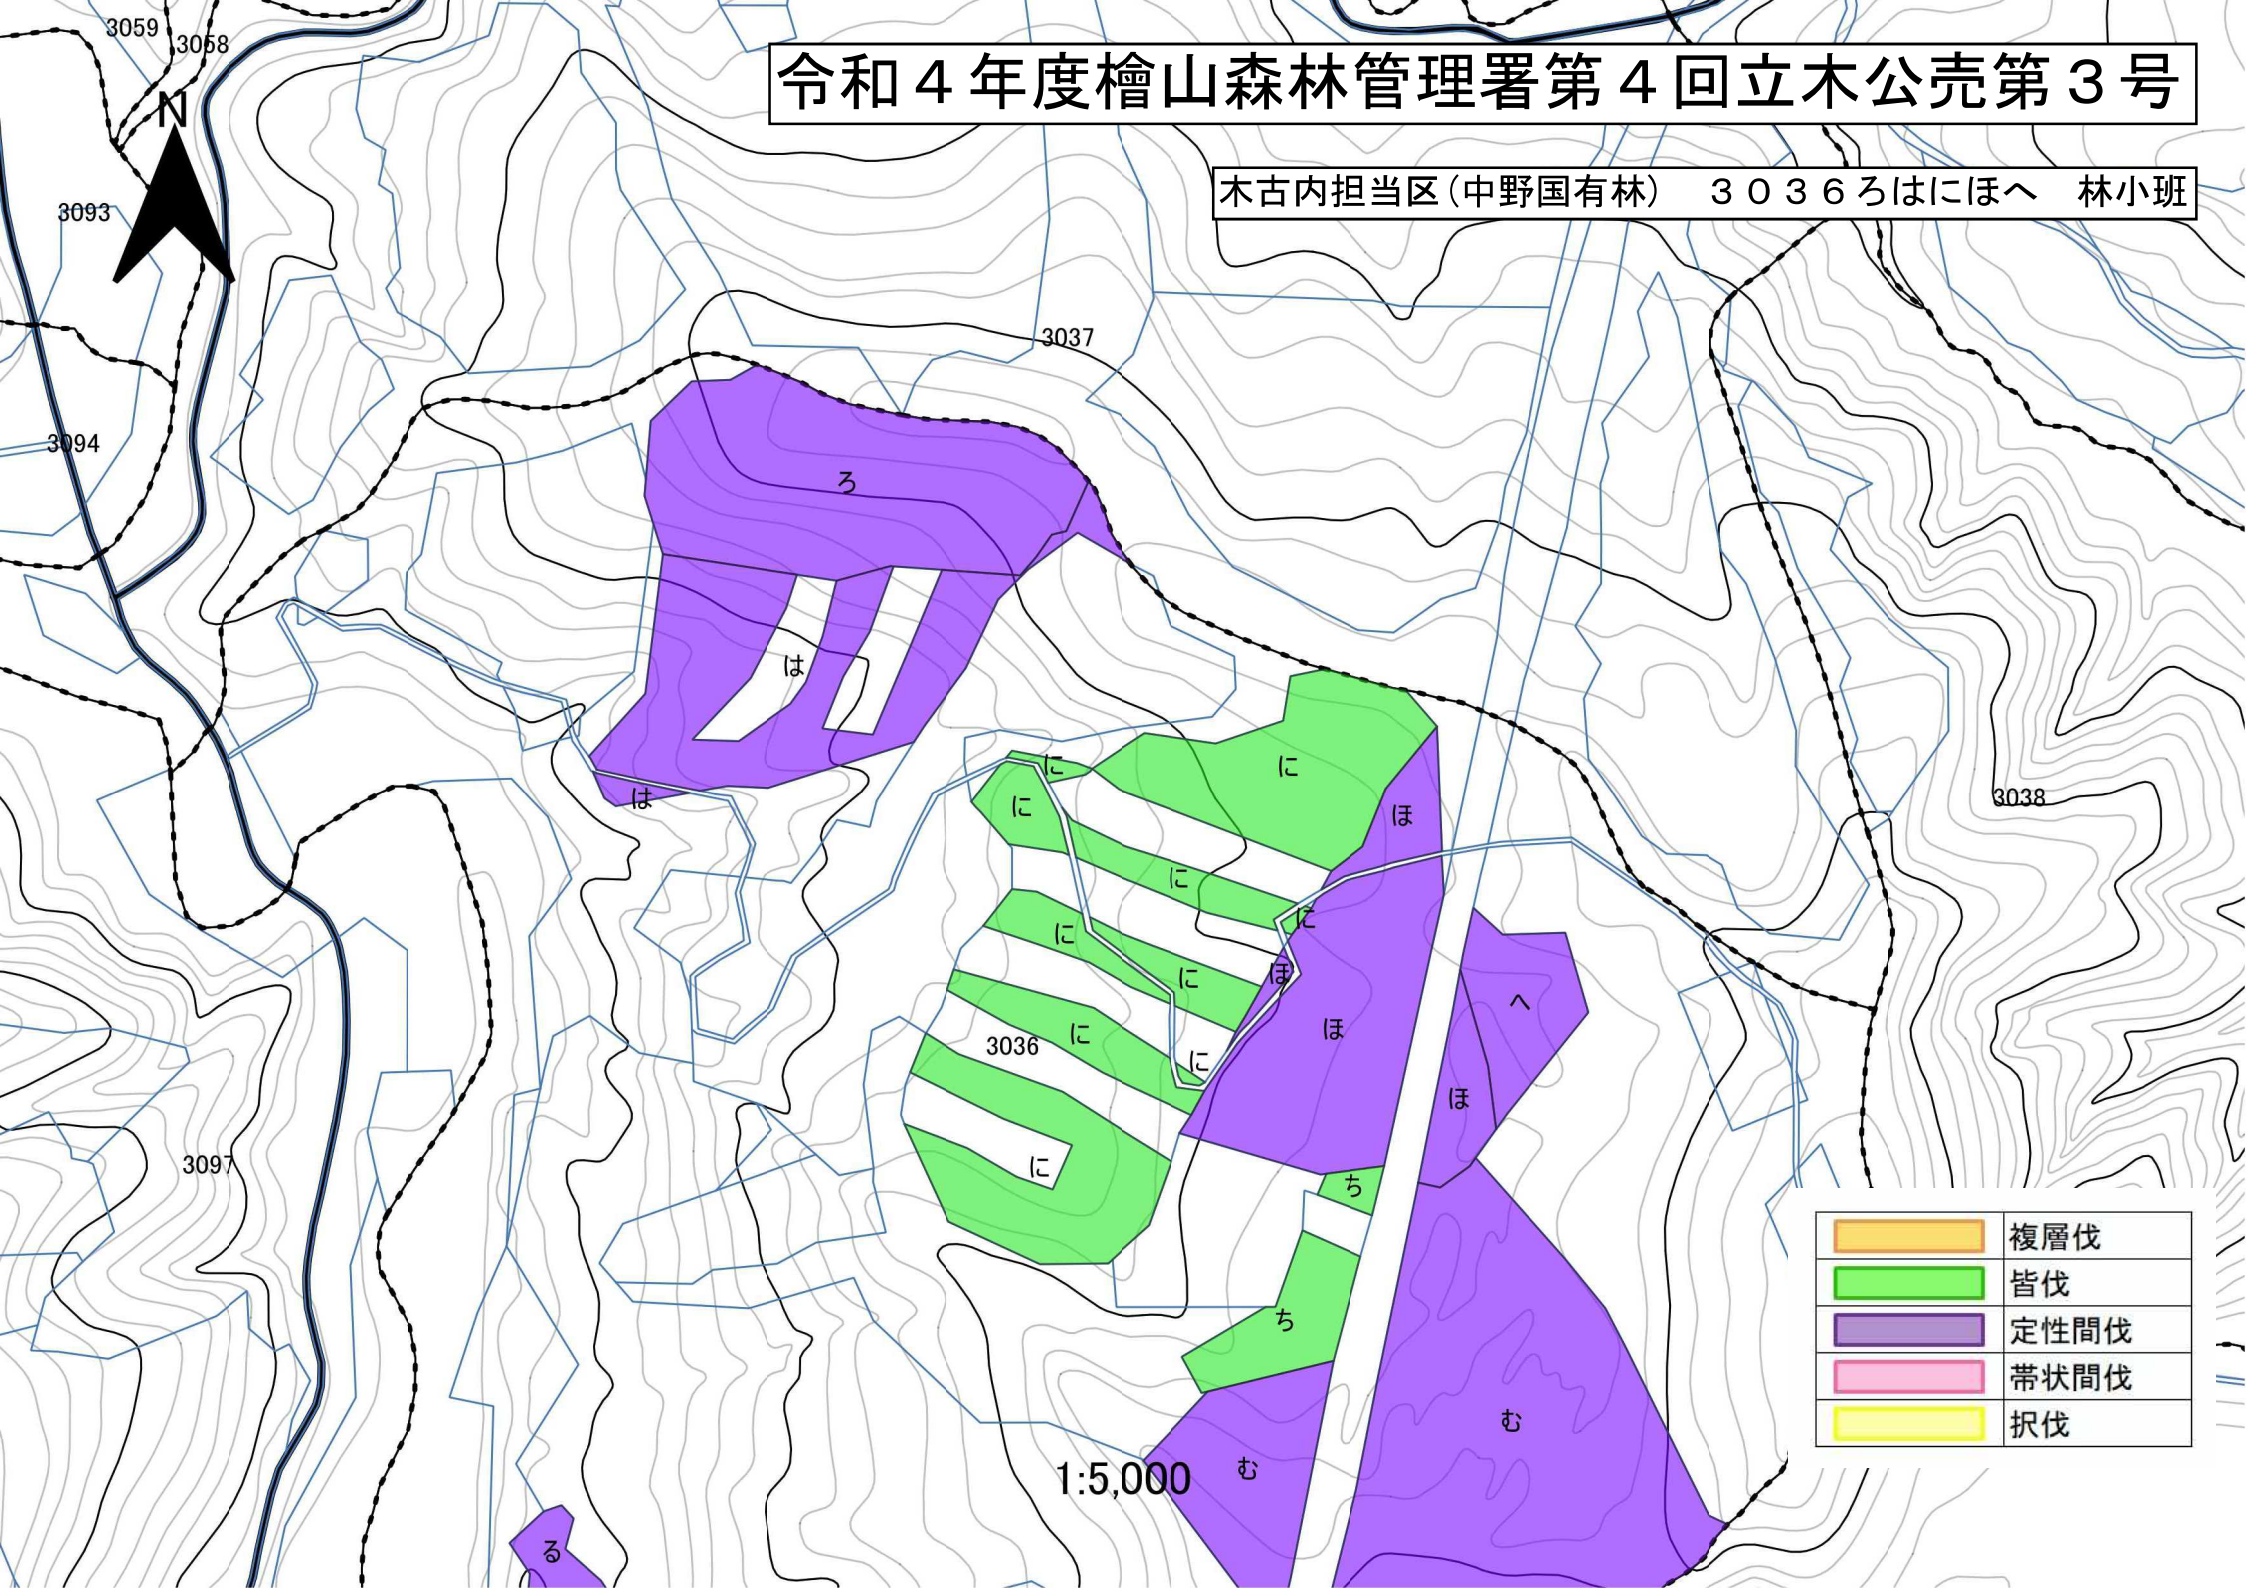 3059
3058
令和４年度檜山森林管理署第４回立木公売第３号
N
木古内担当区（中野国有林）　３０３６ろはにほへ　林小班
3093
3037
3094
ろ
は
は
に
に
に
ほ
3038
に
に
に
に
ほ
へ
ほ
に
3036
に
ほ
3097
に
ち
複層伐
皆伐
ち
定性間伐
帯状間伐
択伐
む
む
1:5,000
る